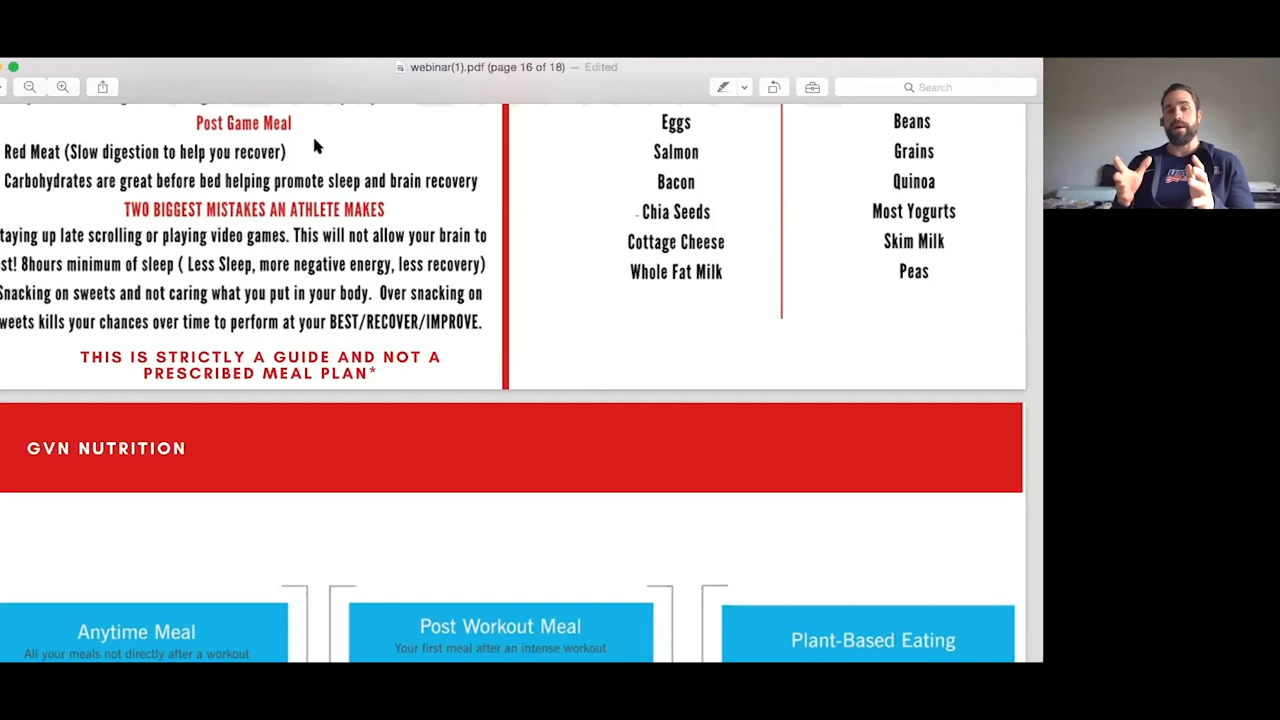 webinar(1).pdf (page 16 of 18) — Edited
Search
Post Game Meal
Red Meat (Slow digestion to help you recover)
Carbohydrates are great before bed helping promote sleep and brain recovery
TWO BIGGEST MISTAKES AN ATHLETE MAKES
taying up late scrolling or playing video games. This will not allow your brain to
est! 8hours minimum of sleep ( Less Sleep, more negative energy, less recovery)
Snacking on sweets and not caring what you put in your body. Over snacking on
weets kills your chances over time to perform at your BEST/RECOVER/IMPROVE.
THIS IS STRICTLY A GUIDE AND NOT A
PRESCRIBED MEAL PLAN*
Eggs
Salmon
Bacon
Chia Seeds
Cottage Cheese
Whole Fat Milk
Beans
Grains
Quinoa
Most Yogurts
Skim Milk
Peas
GVN NUTRITION
Anytime Meal
All your meals not directly after a workout
Post Workout Meal
Your first meal after an intense workout
Plant-Based Eating